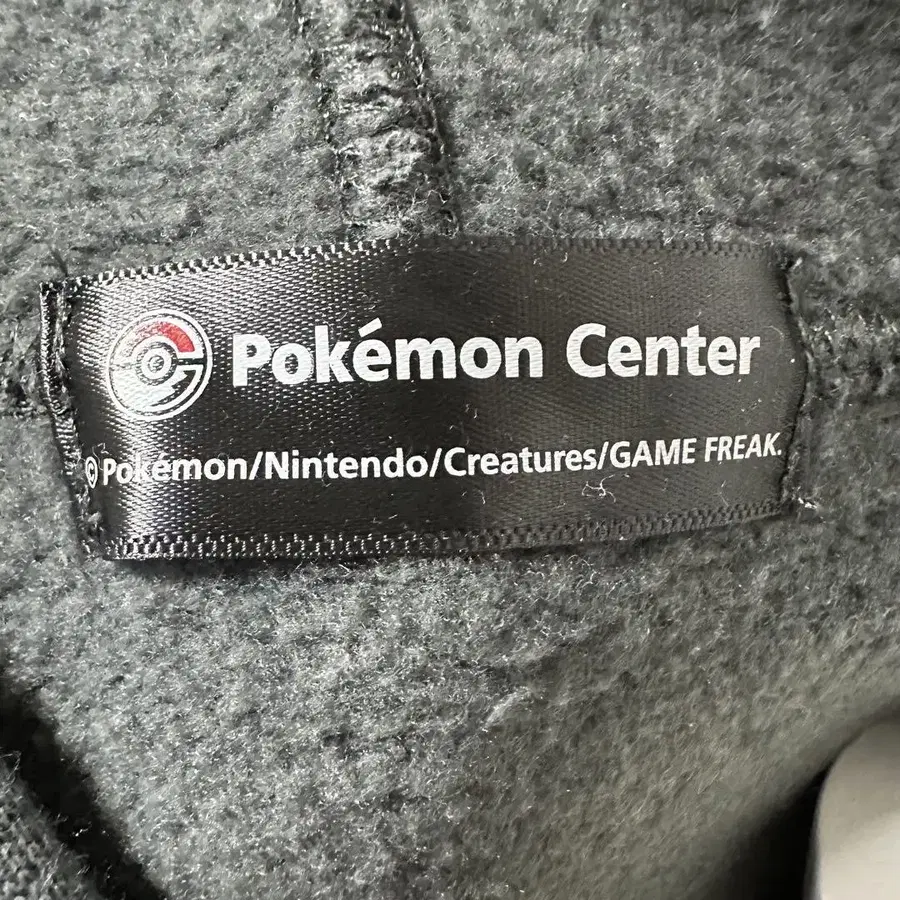 Pokémon Center
©Pokémon/Nintendo/Creatures/GAME FREAK.